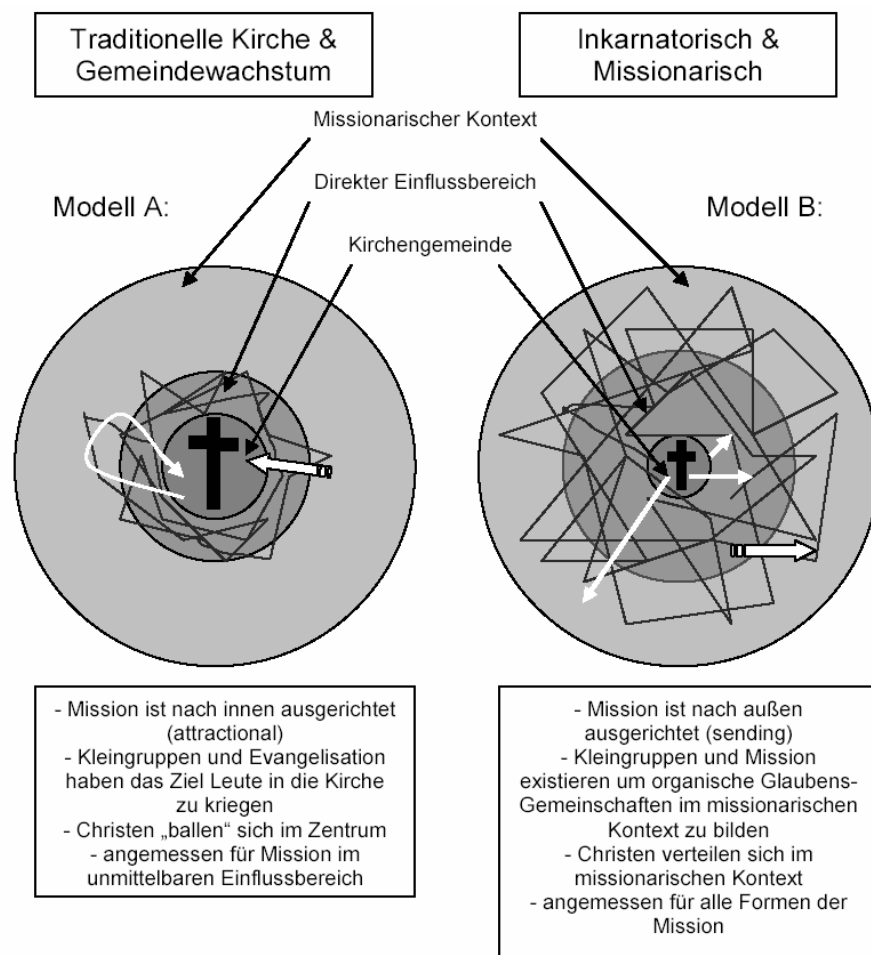 Traditionelle Kirche &
Gemeindewachstum
Inkarnatorisch &
Missionarisch
Missionarischer Kontext
Direkter Einflussbereich
Modell A:
Modell B:
Kirchengemeinde
- Mission ist nach innen ausgerichtet
(attractional)
- Kleingruppen und Evangelisation
haben das Ziel Leute in die Kirche
zu kriegen
- Christen „ballen“ sich im Zentrum
- angemessen für Mission im
unmittelbaren Einflussbereich
- Mission ist nach außen
ausgerichtet (sending)
- Kleingruppen und Mission
existieren um organische Glaubens-
Gemeinschaften im missionarischen
Kontext zu bilden
- Christen verteilen sich im
missionarischen Kontext
- angemessen für alle Formen der
Mission